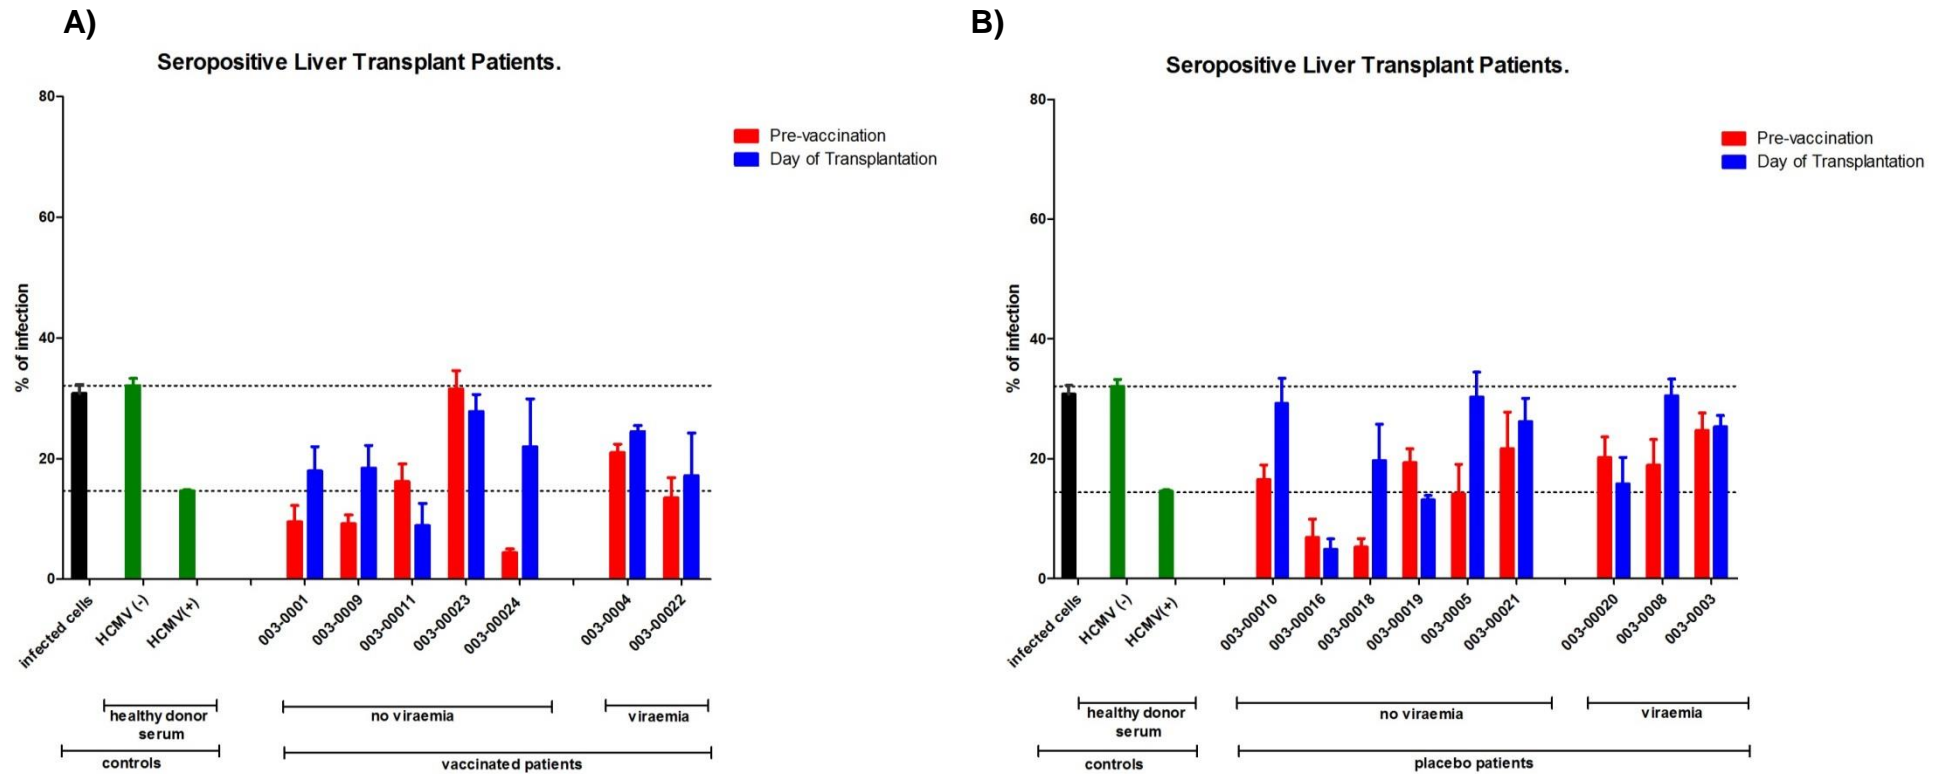 A)
Seropositive Liver Transplant Patients.
80
60
40
20
0
% of infection
Pre-vaccination
Day of Transplantation
infected cells
HCMV (-)
HCMV(+)
003-0001
003-0009
003-00011
003-00023
003-00024
003-0004
003-00022
healthy donor
serum
no viraemia
viraemia
controls
vaccinated patients
B)
Seropositive Liver Transplant Patients.
80
60
40
20
0
% of infection
Pre-vaccination
Day of Transplantation
infected cells
HCMV (-)
HCMV(+)
003-00010
003-00016
003-00018
003-00019
003-0005
003-00021
003-00020
003-0008
003-0003
healthy donor
serum
no viraemia
viraemia
controls
placebo patients